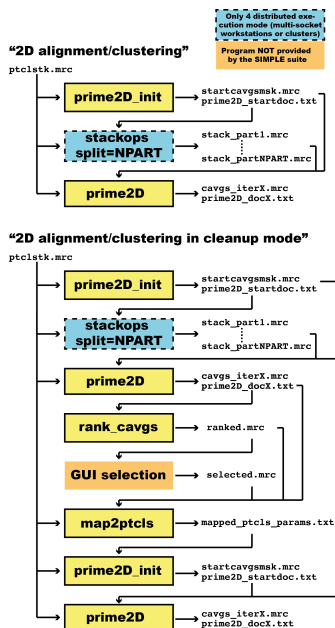 Only 4 distributed exe-
cution mode (multi-socket
workstations or clusters)
Program NOT provided
by the SIMPLE suite
“2D alignment/clustering”
ptclstk.mrc
prime2D_init
startcavgsmsk.mrc
prime2D_startdoc.txt
stackops
split=NPART
stack_part1.mrc
stack_partNPART.mrc
prime2D
cavgs_iterX.mrc
prime2D_docX.txt
“2D alignment/clustering in cleanup mode”
ptclstk.mrc
prime2D_init
startcavgsmsk.mrc
prime2D_startdoc.txt
stackops
split=NPART
stack_part1.mrc
stack_partNPART.mrc
prime2D
cavgs_iterX.mrc
prime2D_docX.txt
rank_cavgs
ranked.mrc
GUI selection
selected.mrc
map2ptcls
mapped_ptcls_params.txt
prime2D_init
startcavgsmsk.mrc
prime2D_startdoc.txt
prime2D
cavgs_iterX.mrc
prime2D_docX.txt